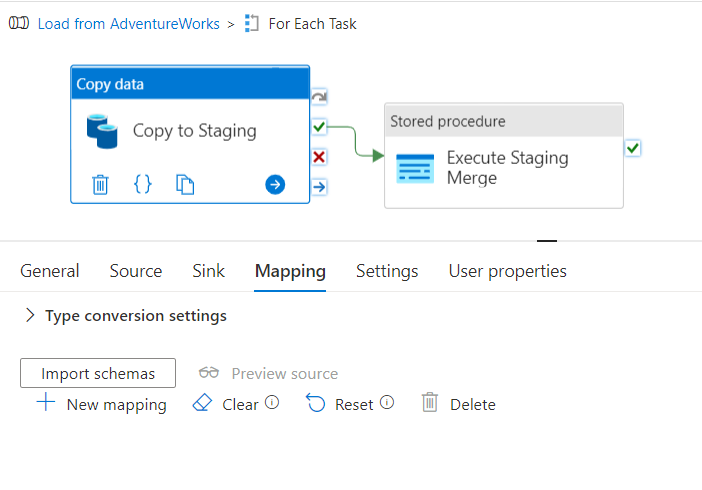 Load from AdventureWorks > For Each Task
Copy data
Copy to Staging
Stored procedure
Execute Staging
Merge
General Source Sink Mapping Settings User properties
Type conversion settings
Import schemas Preview source
New mapping Clear Reset Delete